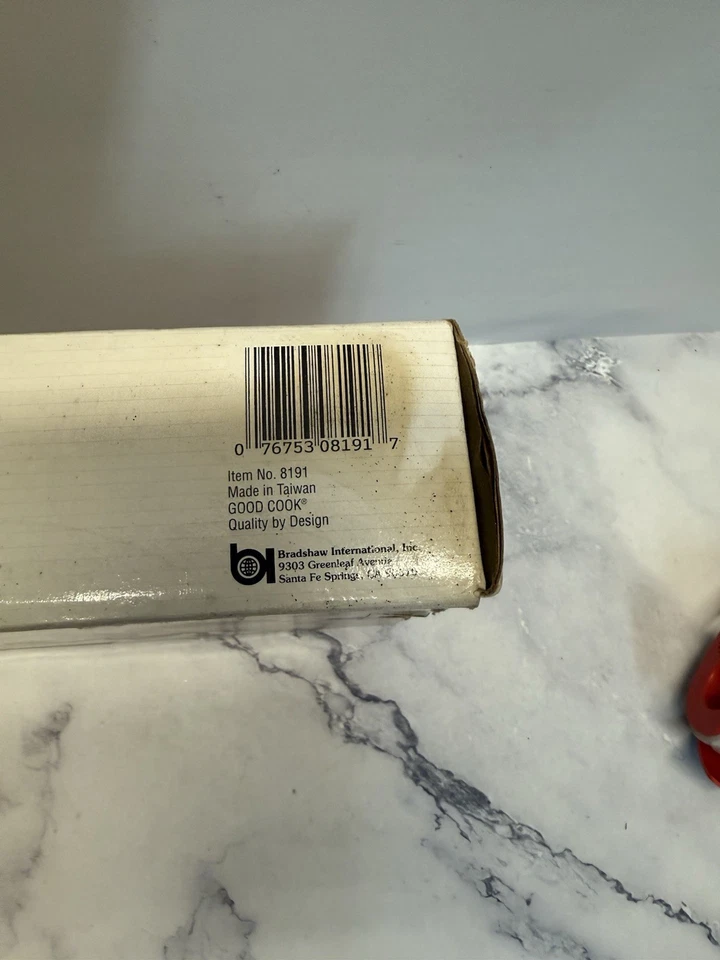 0 76753 08191 7
Item No. 8191
Made in Taiwan
GOOD COOK®
Quality by Design
bi
Bradshaw International, Inc.
9303 Greenleaf Avenue
Santa Fe Springs, CA